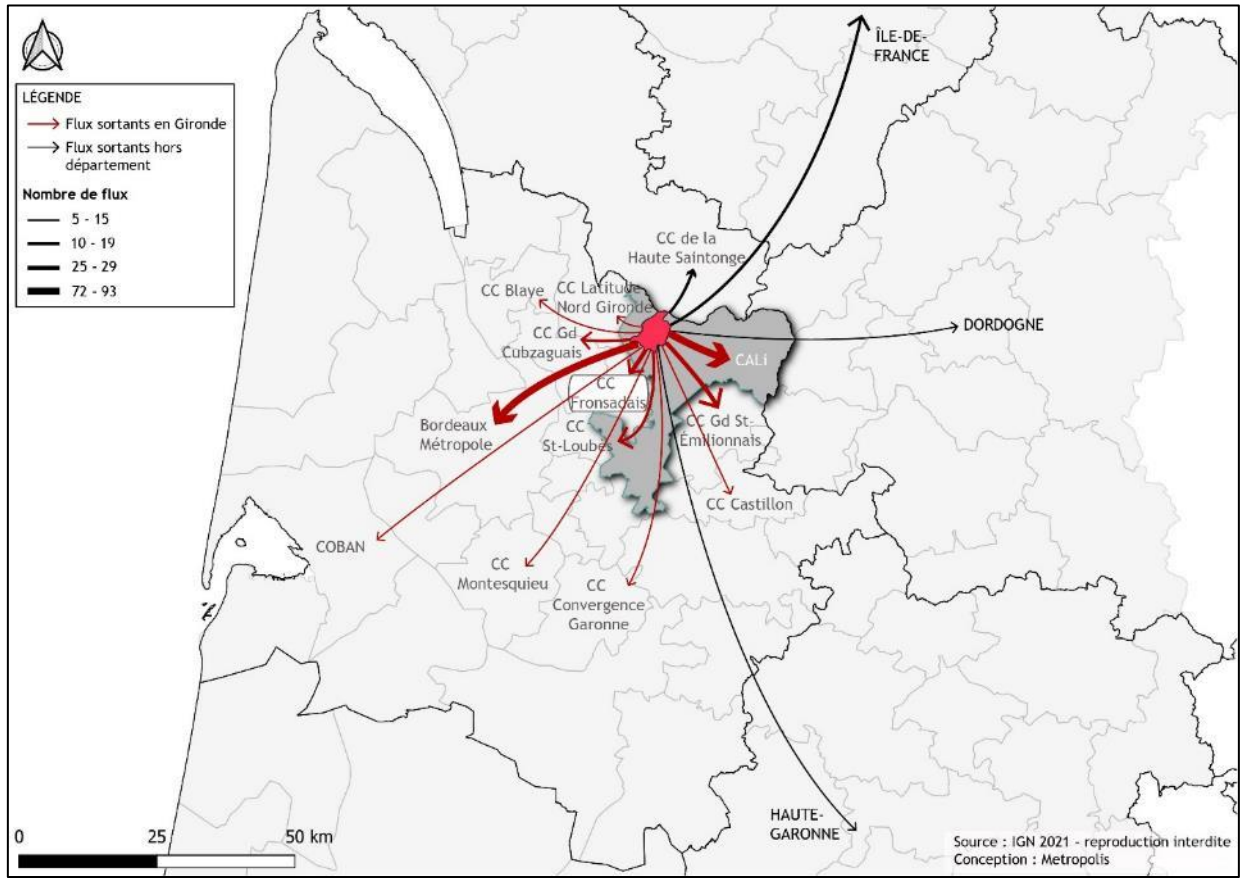 ÎLE-DE-
FRANCE
LÉGENDE
Flux sortants en Gironde
Flux sortants hors
département
Nombre de flux
5 - 15
10 - 19
25 - 29
72 - 93
CC de la
Haute Saintonge
CC Blaye
CC Latitude
Nord Gironde
CC Gd
Cubzaguais
DORDOGNE
CALi
CC
Fronsadais
Bordeaux
Métropole
CC
St-Loubès
CC Gd St-
Émilionnais
CC Castillon
COBAN
CC
Montesquieu
CC
Convergence
Garonne
HAUTE-
GARONNE
0 25 50 km
Source : IGN 2021 - reproduction interdite
Conception : Metropolis